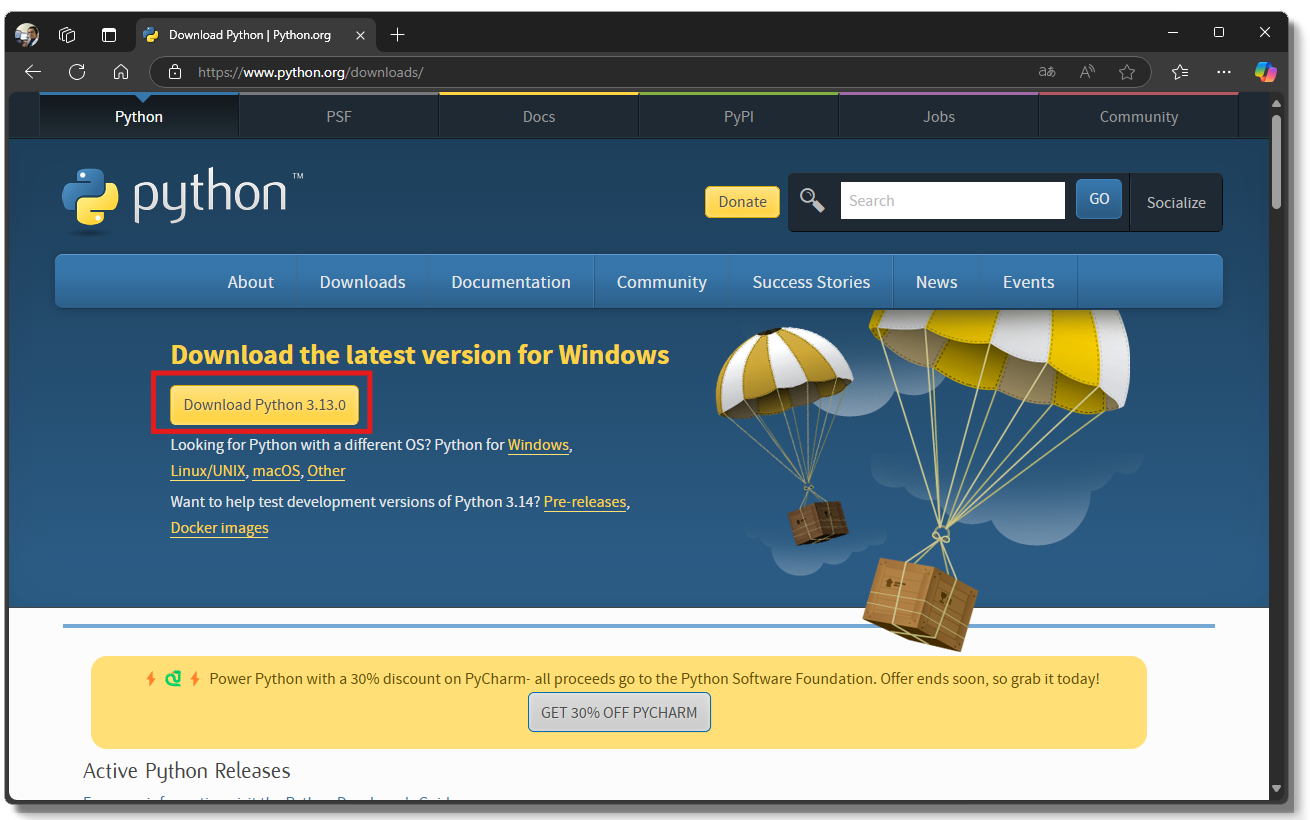 Download Python | Python.org
https://www.python.org/downloads/
Python PSF Docs PyPI Jobs Community
python™
Donate Search GO Socialize
About Downloads Documentation Community Success Stories News Events
Download the latest version for Windows
Download Python 3.13.0
Looking for Python with a different OS? Python for Windows,
Linux/UNIX, macOS, Other
Want to help test development versions of Python 3.14? Pre-releases,
Docker images
Power Python with a 30% discount on PyCharm- all proceeds go to the Python Software Foundation. Offer ends soon, so grab it today!
GET 30% OFF PYCHARM
Active Python Releases